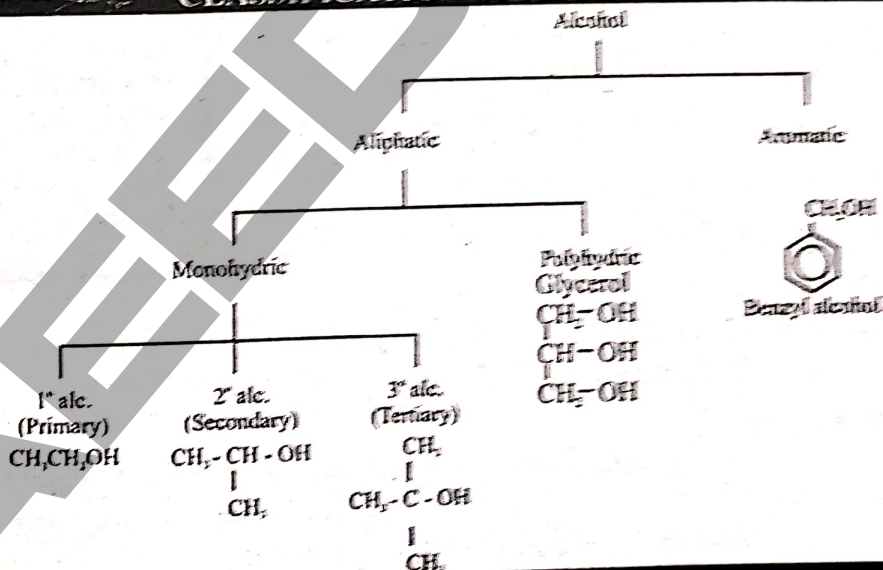 Alcohol
Aliphatic
Aromatic
CH₂OH
Benzyl alcohol
Monohydric
Polyhydric
Glycerol
CH₂-OH
CH-OH
CH₂-OH
1° alc.
(Primary)
CH₃CH₂OH
2° alc.
(Secondary)
CH₃-CH-OH
CH₃
3° alc.
(Tertiary)
CH₃
CH₃-C-OH
CH₃